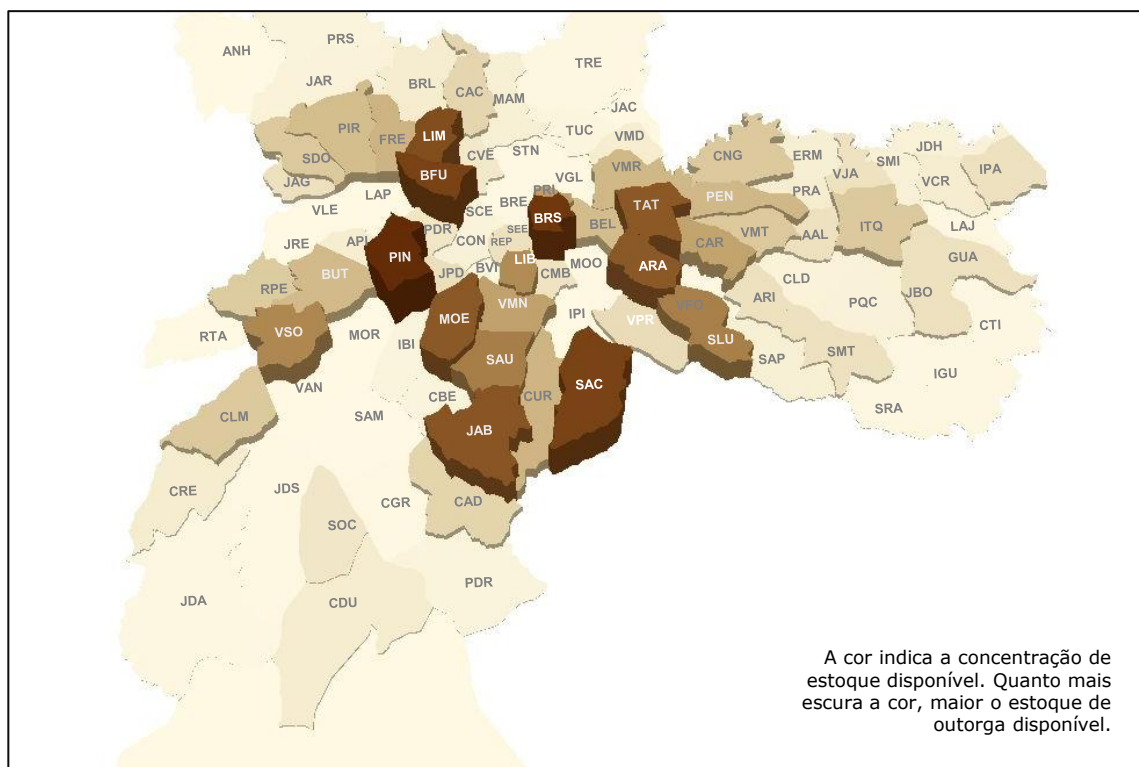 PRS
ANH
TRE
JAR
BRL
CAC
MAM
JAC
PIR
FRE
LIM
TUC
VMD
SDO
CVE
STN
VMR
CNG
ERM
VJA
SMI
JDH
IPA
JAG
LAP
BFU
VGL
PRI
PEN
PRA
VCR
VLE
SCE
BRE
BRS
BEL
TAT
VMT
AAL
ITQ
LAJ
JRE
API
PDR
CON
SEE
REP
CAR
PIN
BVI
LIB
MOO
ARA
GUA
RPE
BUT
JPD
CMB
CLD
ARI
PQC
JBO
VMN
VFO
RTA
VSO
MOR
IBI
MOE
IPI
VPR
SLU
CTI
SAU
SAP
SMT
IGU
VAN
CBE
CUR
SAC
SRA
CLM
SAM
JAB
CRE
JDS
CGR
CAD
SOC
JDA
CDU
PDR
A cor indica a concentração de
estoque disponível. Quanto mais
escura a cor, maior o estoque de
outorga disponível.